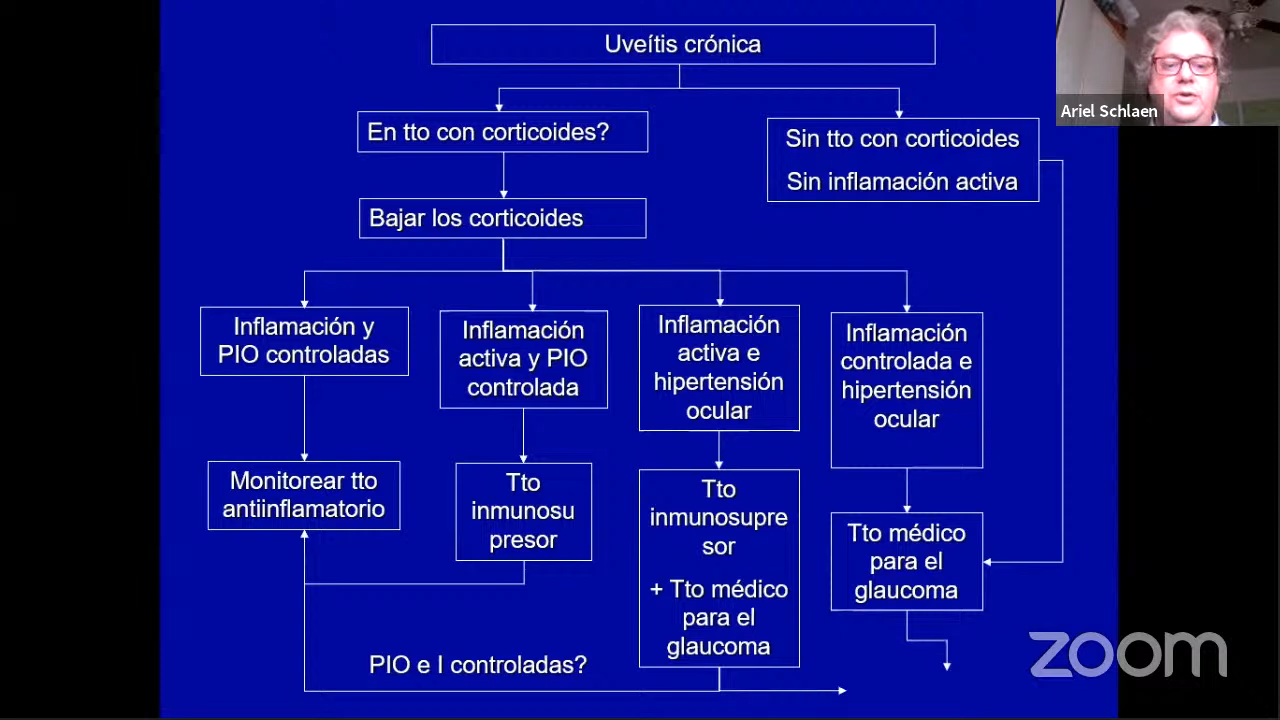 Uveítis crónica
Ariel Schlaen
En tto con corticoides?
Sin tto con corticoides
Sin inflamación activa
Bajar los corticoides
Inflamación y
PIO controladas
Inflamación
activa y PIO
controlada
Inflamación
activa e
hipertensión
ocular
Inflamación
controlada e
hipertensión
ocular
Monitorear tto
antiinflamatorio
Tto
inmunosu
presor
Tto
inmunosupre
sor
+ Tto médico
para el
glaucoma
Tto médico
para el
glaucoma
PIO e I controladas?
zoom